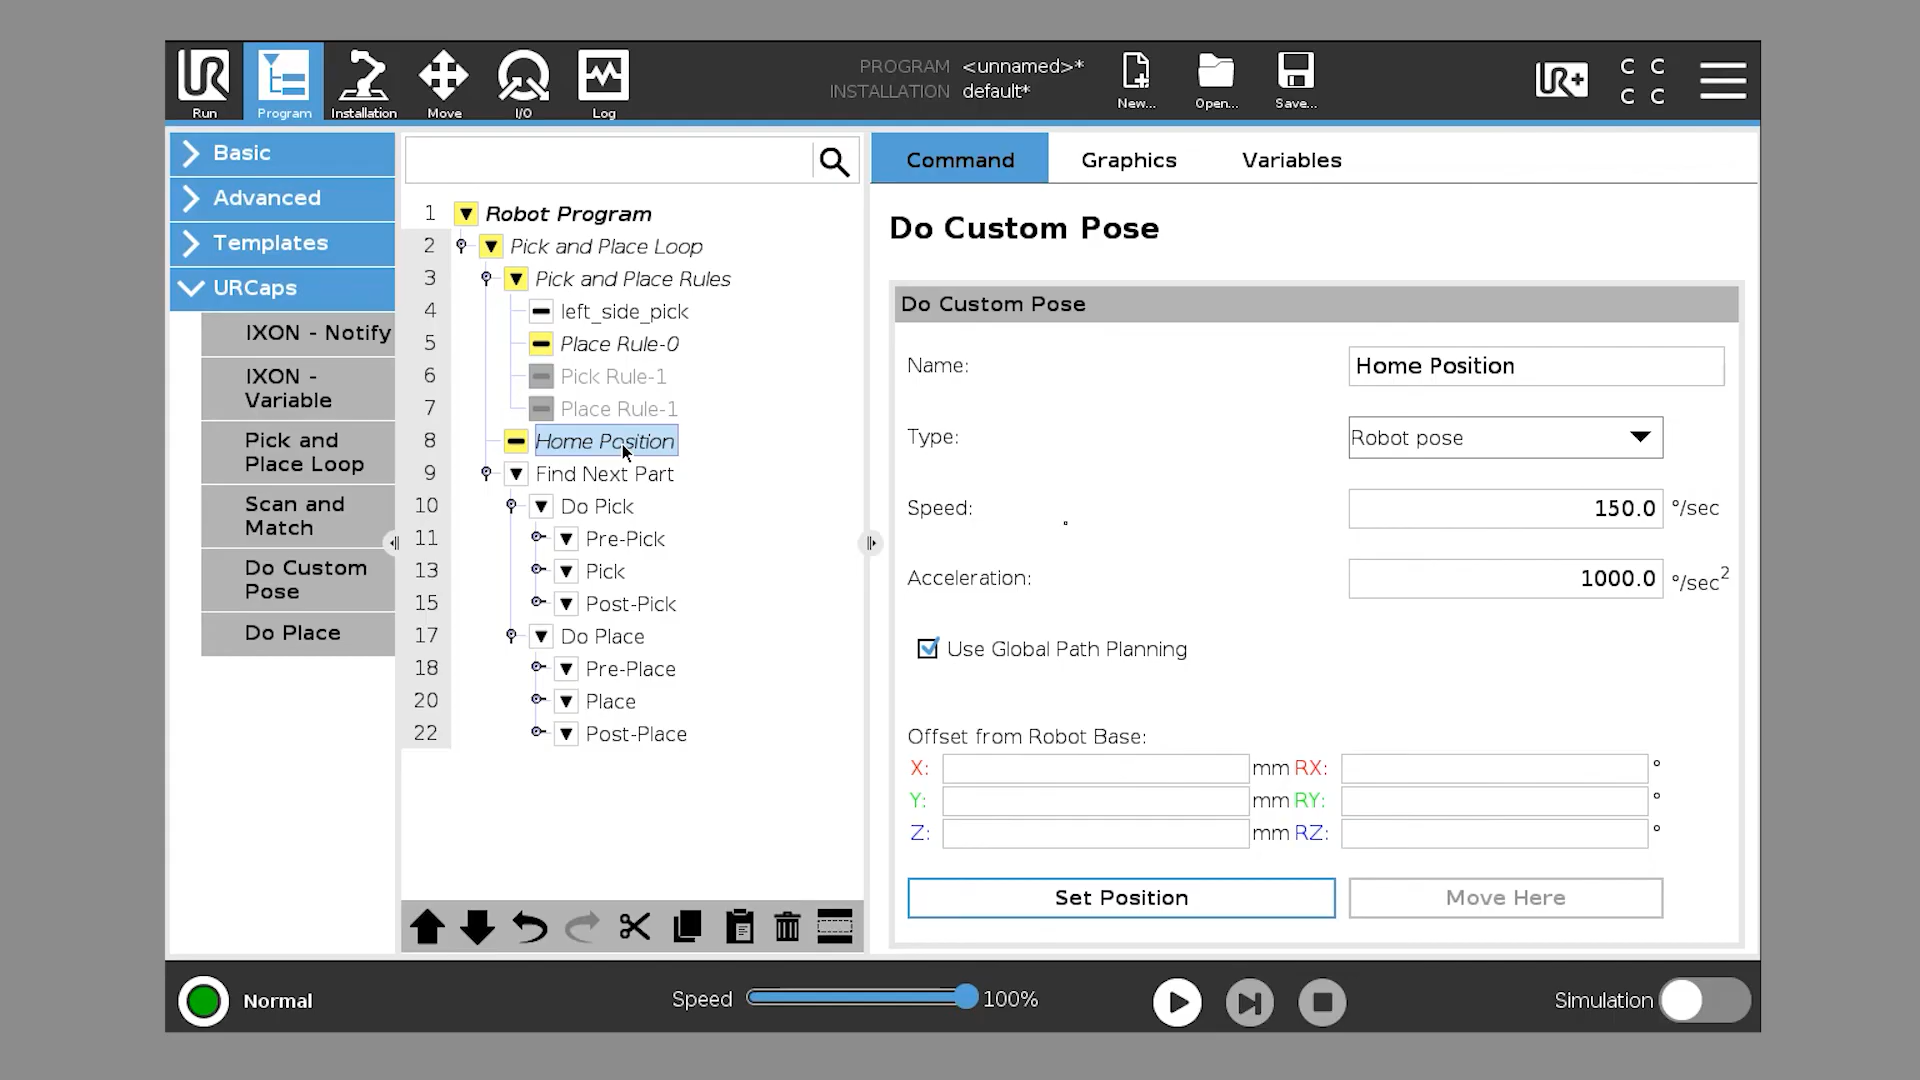 PROGRAM <unnamed>*
INSTALLATION default*
Run
Program
Installation
Move
I/O
Log
New...
Open...
Save...
UR+
C C
C C
Basic
Advanced
Templates
URCaps
IXON - Notify
IXON -
Variable
Pick and
Place Loop
Scan and
Match
Do Custom
Pose
Do Place
1 Robot Program
2 Pick and Place Loop
3 Pick and Place Rules
4 left_side_pick
5 Place Rule-0
6 Pick Rule-1
7 Place Rule-1
8 Home Position
9 Find Next Part
10 Do Pick
11 Pre-Pick
13 Pick
15 Post-Pick
17 Do Place
18 Pre-Place
20 Place
22 Post-Place
Command Graphics Variables
Do Custom Pose
Do Custom Pose
Name: Home Position
Type: Robot pose
Speed: 150.0 °/sec
Acceleration: 1000.0 °/sec²
Use Global Path Planning
Offset from Robot Base:
X: mm RX: °
Y: mm RY: °
Z: mm RZ: °
Set Position Move Here
Normal
Speed 100%
Simulation